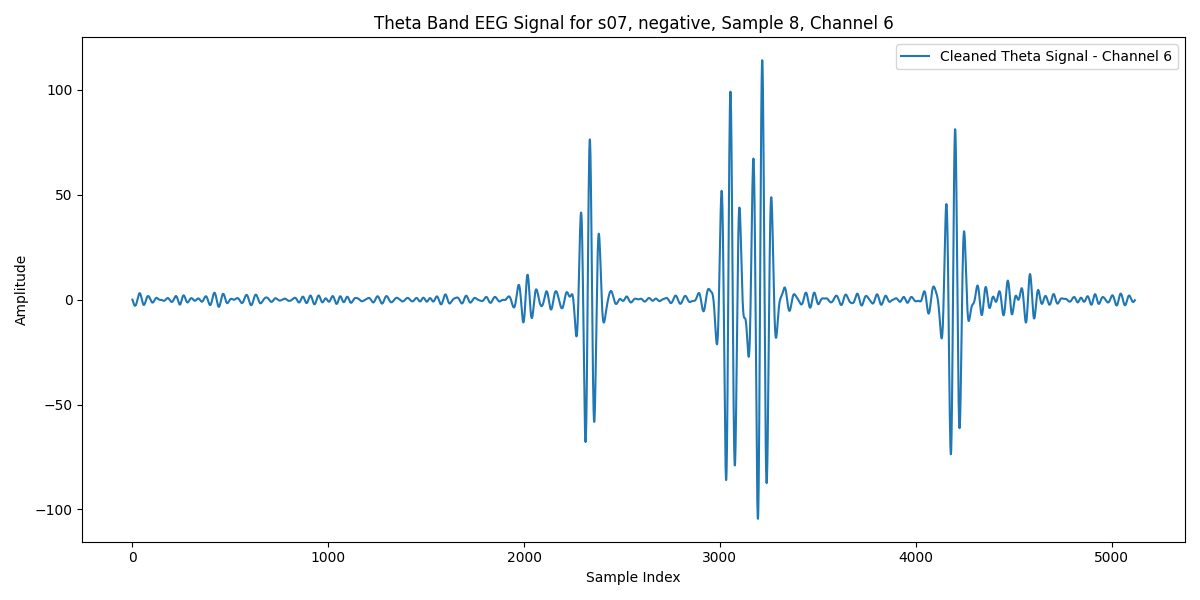 Theta Band EEG Signal for s07, negative, Sample 8, Channel 6
Cleaned Theta Signal - Channel 6
100
50
0
−50
−100
Amplitude
0 1000 2000 3000 4000 5000
Sample Index